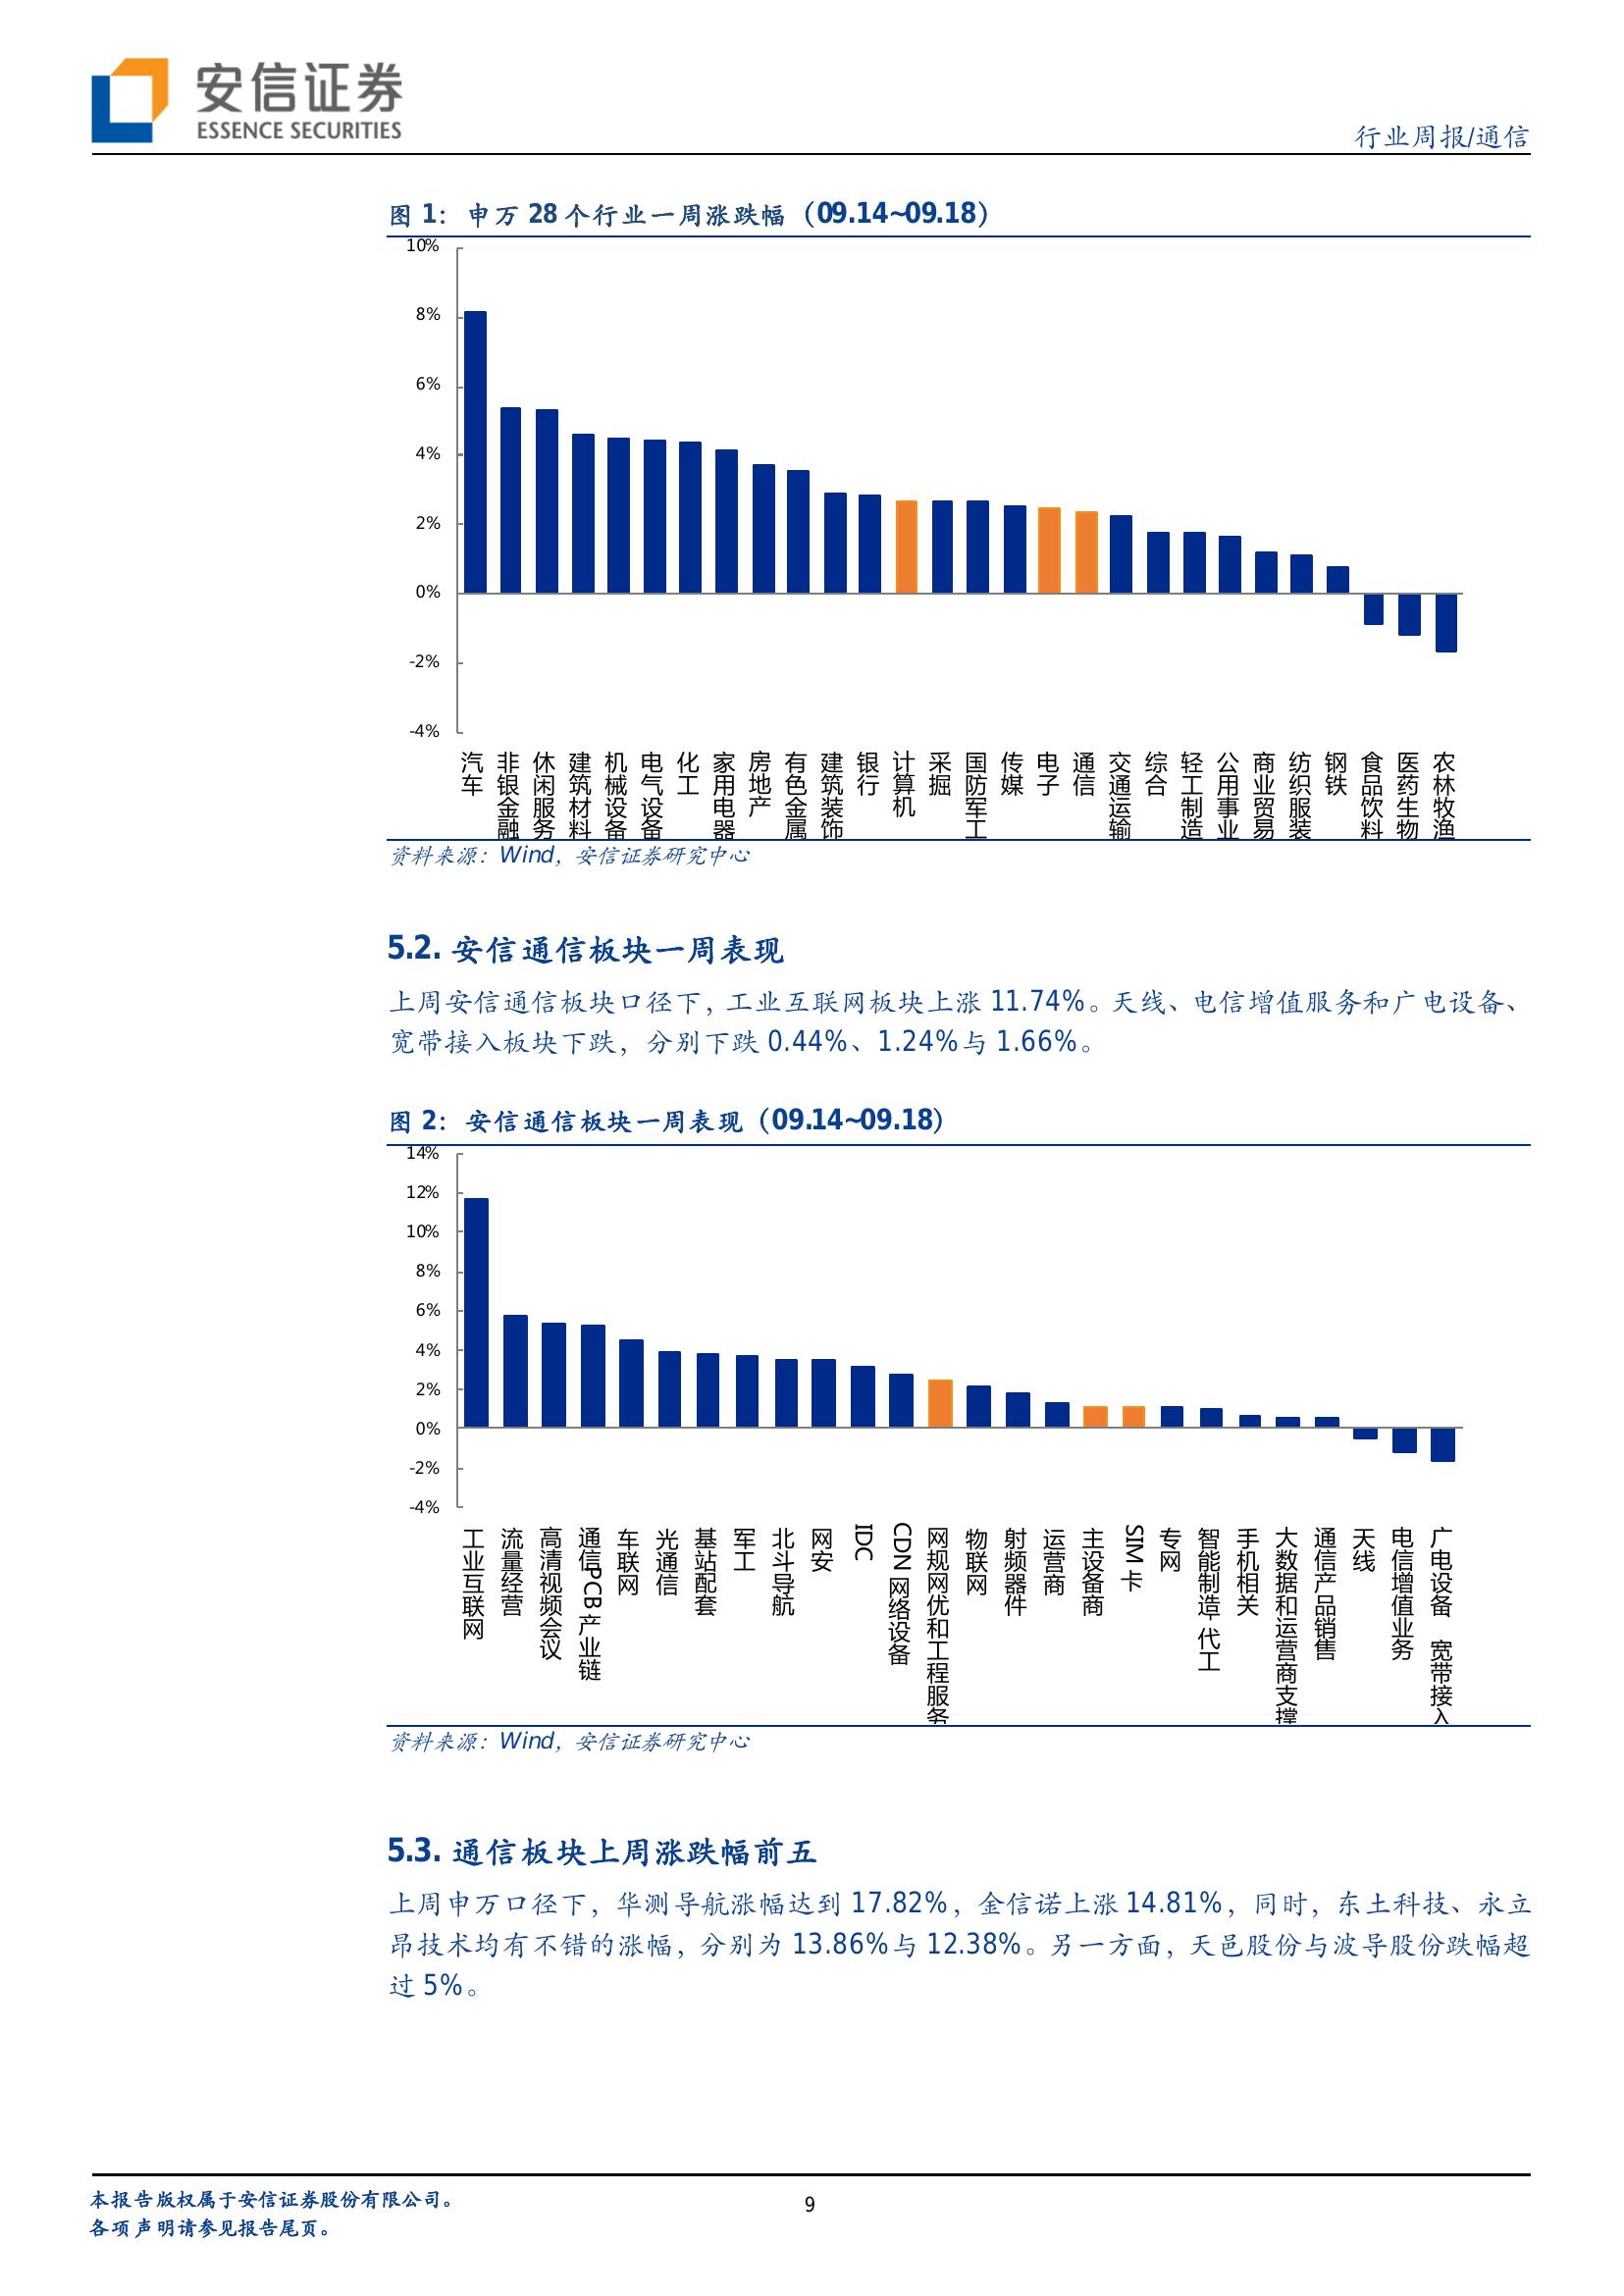 安信证券
ESSENCE SECURITIES
行业周报/通信
图 1：申万 28 个行业一周涨跌幅（09.14~09.18）
10%
8%
6%
4%
2%
0%
-2%
-4%
汽车
非银金融
休闲服务
建筑材料
机械设备
电气设备
化工
家用电器
房地产
有色金属
建筑装饰
银行
计算机
采掘
国防军工
传媒
电子
通信
交通运输
综合
轻工制造
公用事业
商业贸易
纺织服装
钢铁
食品饮料
医药生物
农林牧渔
资料来源：Wind，安信证券研究中心
5.2. 安信通信板块一周表现
上周安信通信板块口径下，工业互联网板块上涨 11.74%。天线、电信增值服务和广电设备、
宽带接入板块下跌，分别下跌 0.44%、1.24%与 1.66%。
图 2：安信通信板块一周表现（09.14~09.18）
14%
12%
10%
8%
6%
4%
2%
0%
-2%
-4%
工业互联网
流量经营
高清视频会议
通信PCB产业链
车联网
光通信
基站配套
军工
北斗导航
网安
IDC
CDN 网络设备
网规网优和工程服务
物联网
射频器件
运营商
主设备商
SIM 卡
专网
智能制造-代工
手机相关
大数据和运营商支撑
通信产品销售
天线
电信增值业务
广电设备 宽带接入
资料来源：Wind，安信证券研究中心
5.3. 通信板块上周涨跌幅前五
上周申万口径下，华测导航涨幅达到 17.82%，金信诺上涨 14.81%，同时，东土科技、永立
昂技术均有不错的涨幅，分别为 13.86%与 12.38%。另一方面，天邑股份与波导股份跌幅超
过 5%。
本报告版权属于安信证券股份有限公司。
各项声明请参见报告尾页。
9